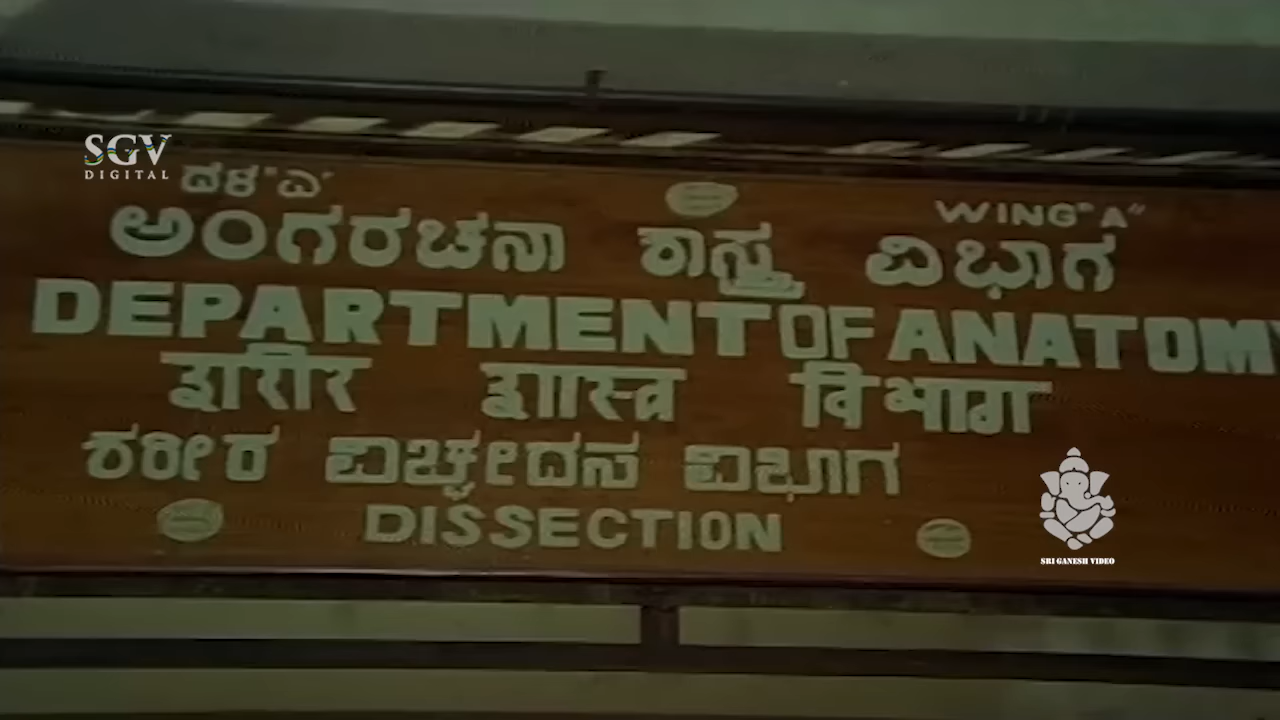 SGV
DIGITAL
ದಳ "ಎ"
WING "A"
ಅಂಗರಚನಾ ಶಾಸ್ತ್ರ ವಿಭಾಗ
DEPARTMENT OF ANATOMY
शरीर शास्त्र विभाग
ಶರೀರ ವಿಚ್ಛೇದನ ವಿಭಾಗ
DISSECTION
SRI GANESH VIDEO